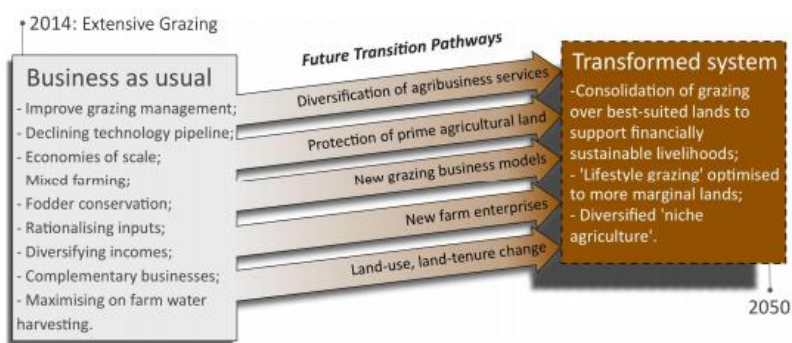 2014: Extensive Grazing
Business as usual
- Improve grazing management;
- Declining technology pipeline;
- Economies of scale;
Mixed farming;
- Fodder conservation;
- Rationalising inputs;
- Diversifying incomes;
- Complementary businesses;
- Maximising on farm water
harvesting.
Future Transition Pathways
Diversification of agribusiness services
Protection of prime agricultural land
New grazing business models
New farm enterprises
Land-use, land-tenure change
Transformed system
-Consolidation of grazing
over best-suited lands to
support financially
sustainable livelihoods;
- 'Lifestyle grazing' optimised
to more marginal lands;
- Diversified 'niche
agriculture'.
2050